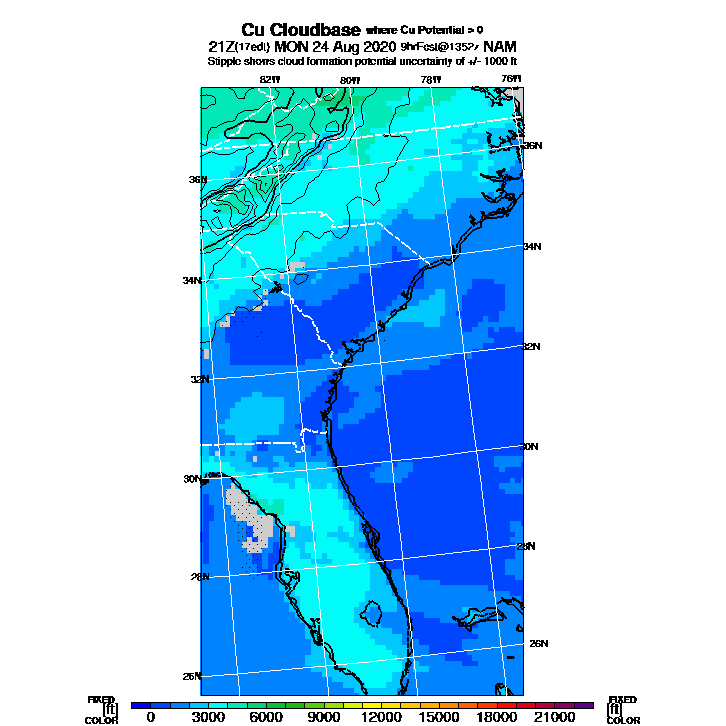 Cu Cloudbase where Cu Potential > 0
21Z(17edt) MON 24 Aug 2020 9hrFcst@1352z NAM
Stipple shows cloud formation potential uncertainty of +/- 1000 ft
82W 80W 78W 76W
36N
36N
34N
34N
32N
32N
30N
30N
28N
28N
26N
26N
FIXED FIXED
[ft] [ft]
COLOR 0 3000 6000 9000 12000 15000 18000 21000 COLOR